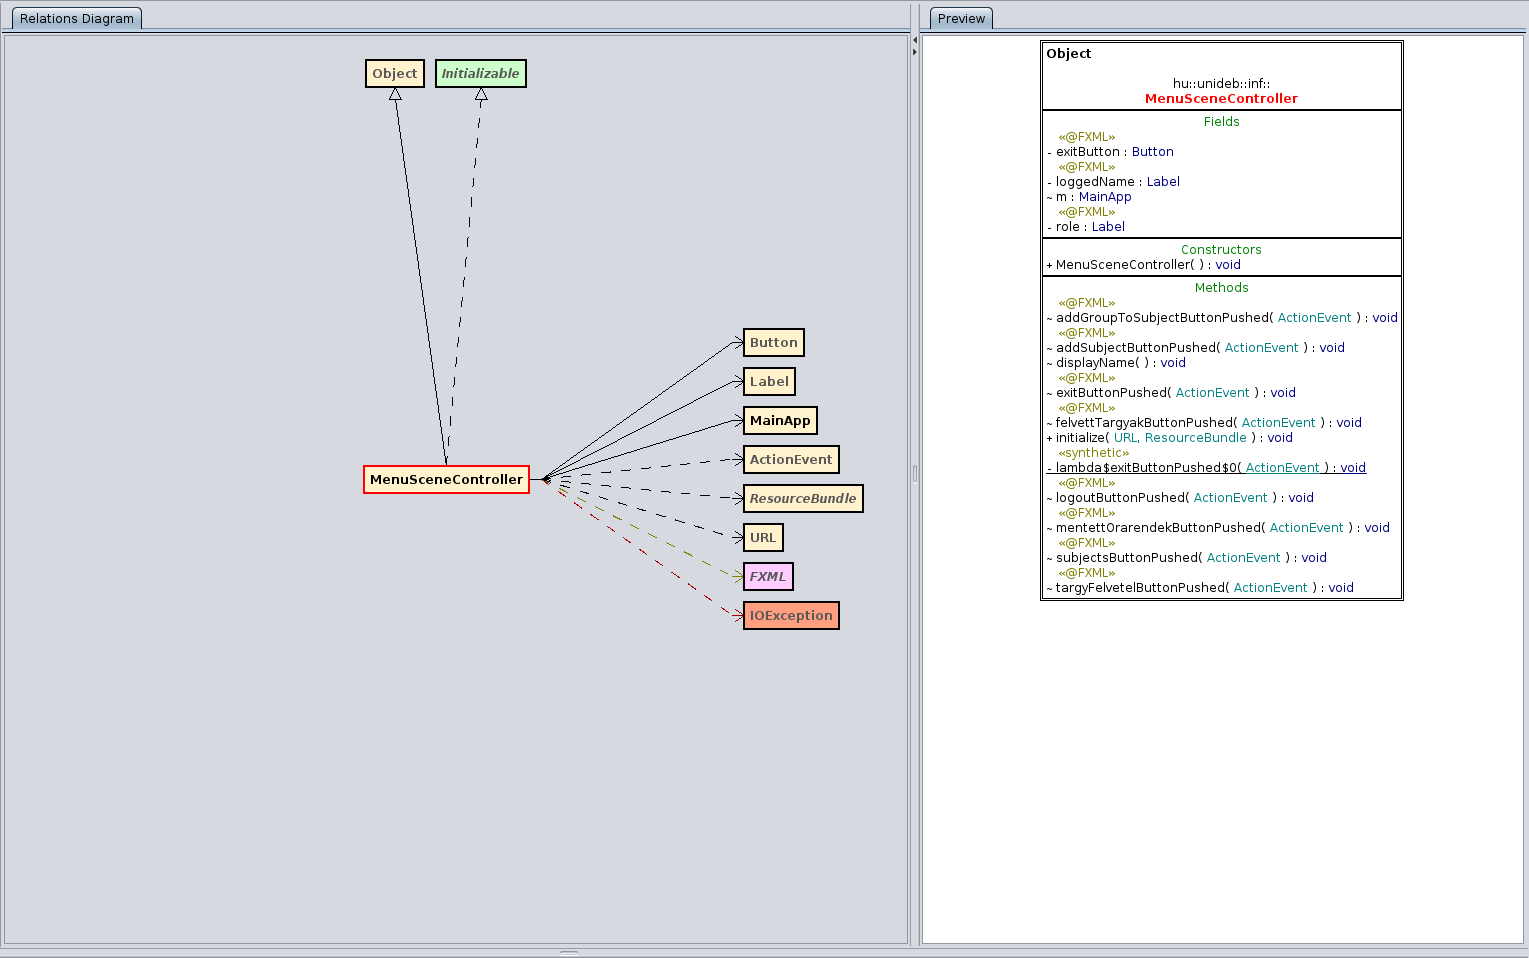 Relations Diagram
Object
Initializable
Button
Label
MainApp
ActionEvent
MenuSceneController
ResourceBundle
URL
FXML
IOException
Preview
Object
hu::unideb::inf::
MenuSceneController
Fields
«@FXML»
- exitButton : Button
«@FXML»
- loggedName : Label
~ m : MainApp
«@FXML»
- role : Label
Constructors
+ MenuSceneController( ) : void
Methods
«@FXML»
~ addGroupToSubjectButtonPushed( ActionEvent ) : void
«@FXML»
~ addSubjectButtonPushed( ActionEvent ) : void
~ displayName( ) : void
«@FXML»
~ exitButtonPushed( ActionEvent ) : void
«@FXML»
~ felvettTargyakButtonPushed( ActionEvent ) : void
+ initialize( URL, ResourceBundle ) : void
«synthetic»
- lambda$exitButtonPushed$0( ActionEvent ) : void
«@FXML»
~ logoutButtonPushed( ActionEvent ) : void
«@FXML»
~ mentettOrarendekButtonPushed( ActionEvent ) : void
«@FXML»
~ subjectsButtonPushed( ActionEvent ) : void
«@FXML»
~ targyFelvetelButtonPushed( ActionEvent ) : void